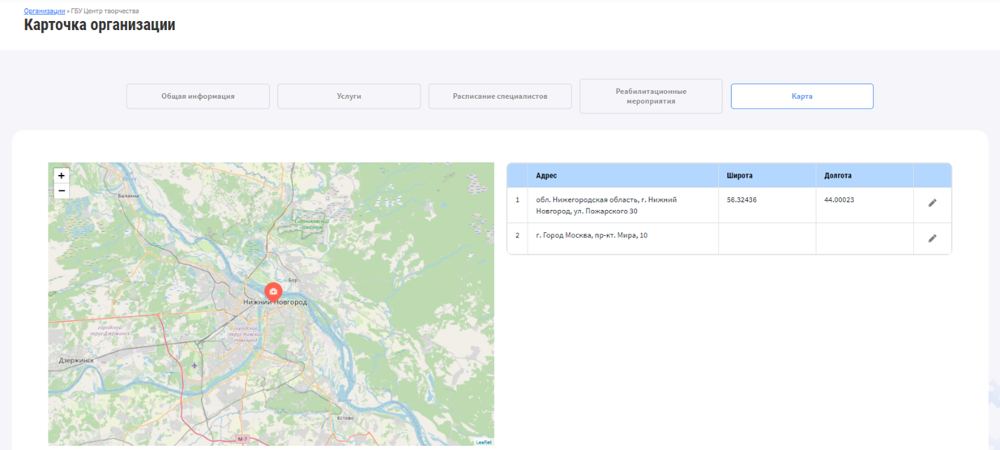 Организации » ГБУ Центр творчества
Карточка организации
Общая информация
Услуги
Расписание специалистов
Реабилитационные
мероприятия
Карта
+
−
Волга
Балахна
Ситниковский
заказник
Бор
Нижний Новгород
городской
округ Дзержинск
городской
округ Нижний
Новгород
Ока
Дзержинск
Волга
Кстово
М-7
Leaflet
Адрес
Широта
Долгота
1
обл. Нижегородская область, г. Нижний
Новгород, ул. Пожарского 30
56.32436
44.00023
2
г. Город Москва, пр-кт. Мира, 10